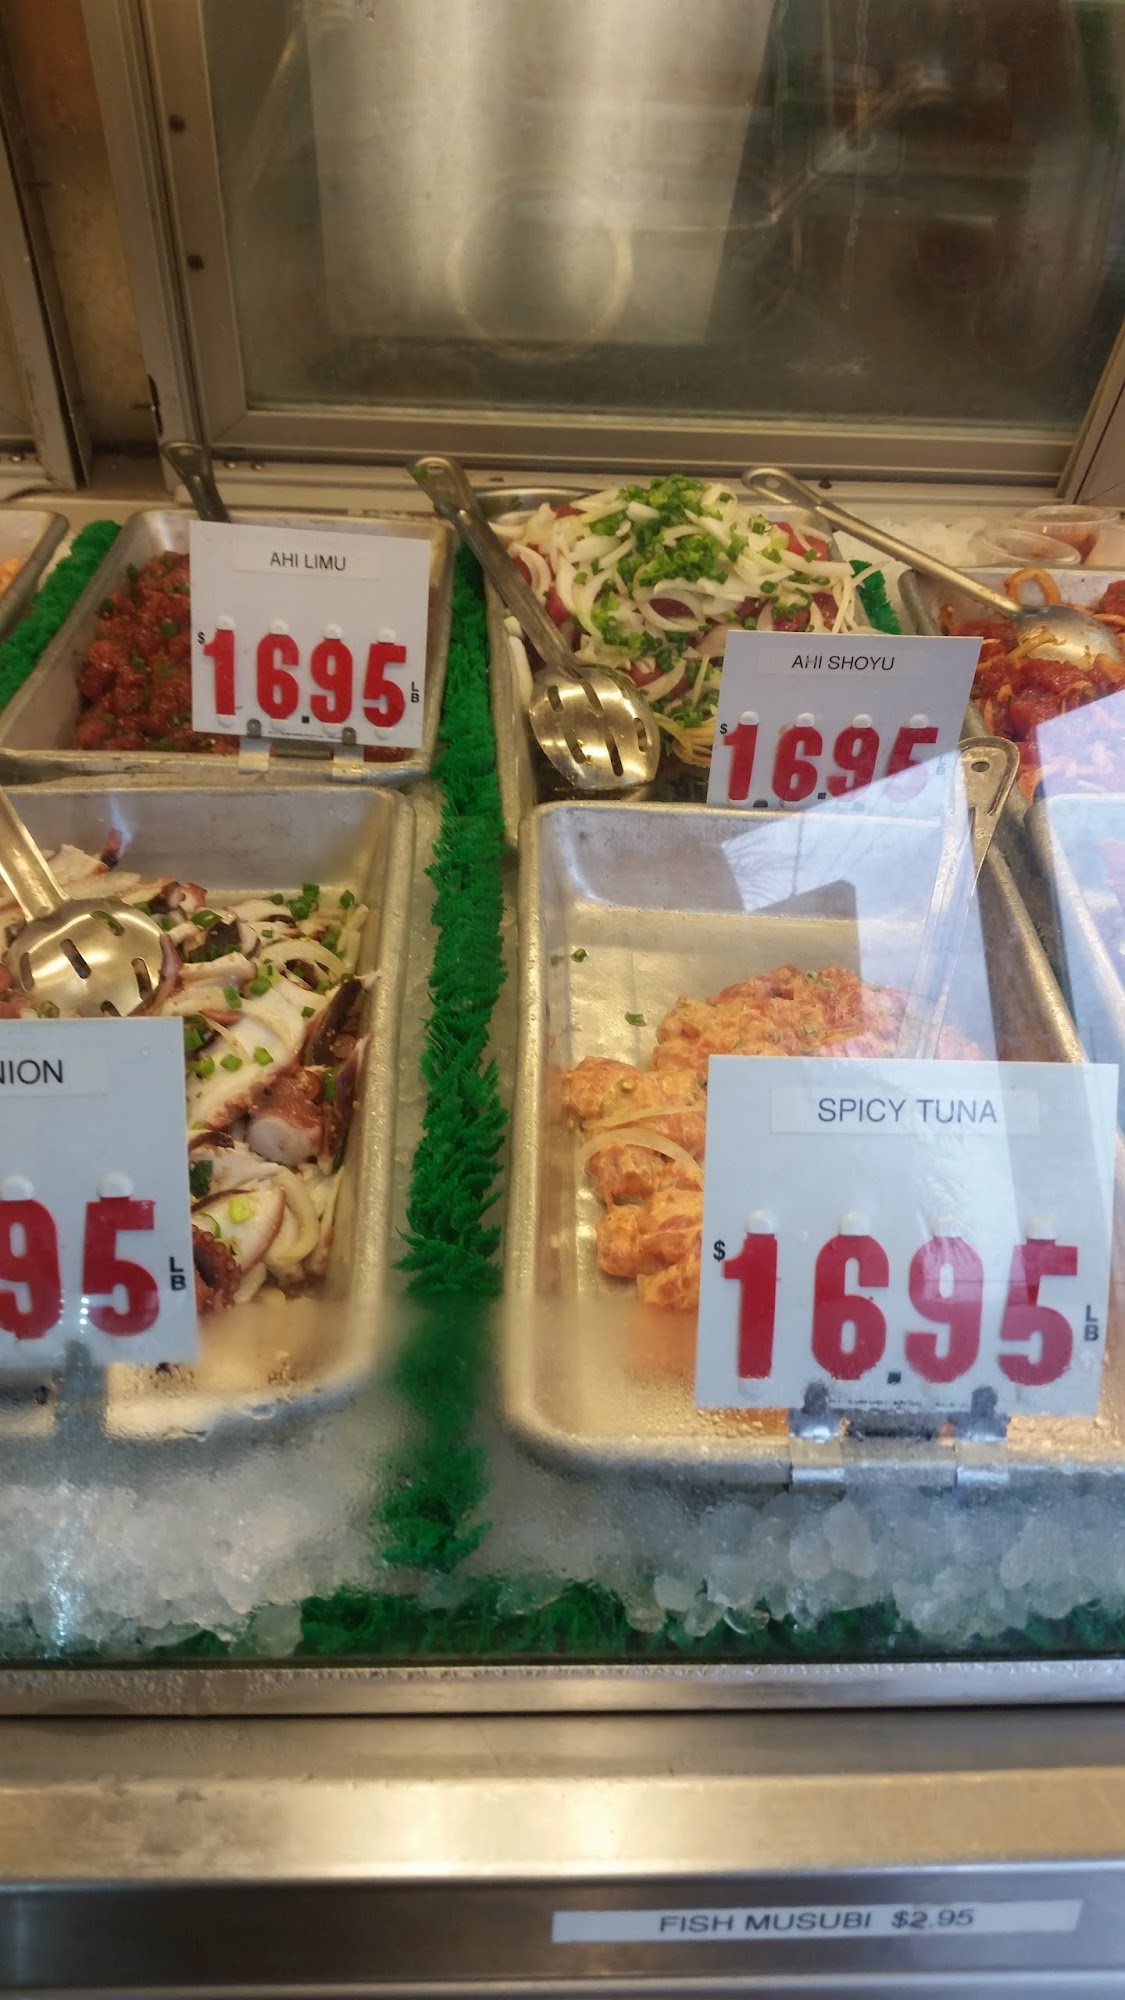 AHI LIMU
$16.95 LB
AHI SHOYU
$16.95 LB
NION
95 LB
SPICY TUNA
$16.95 LB
FISH MUSUBI $2.95